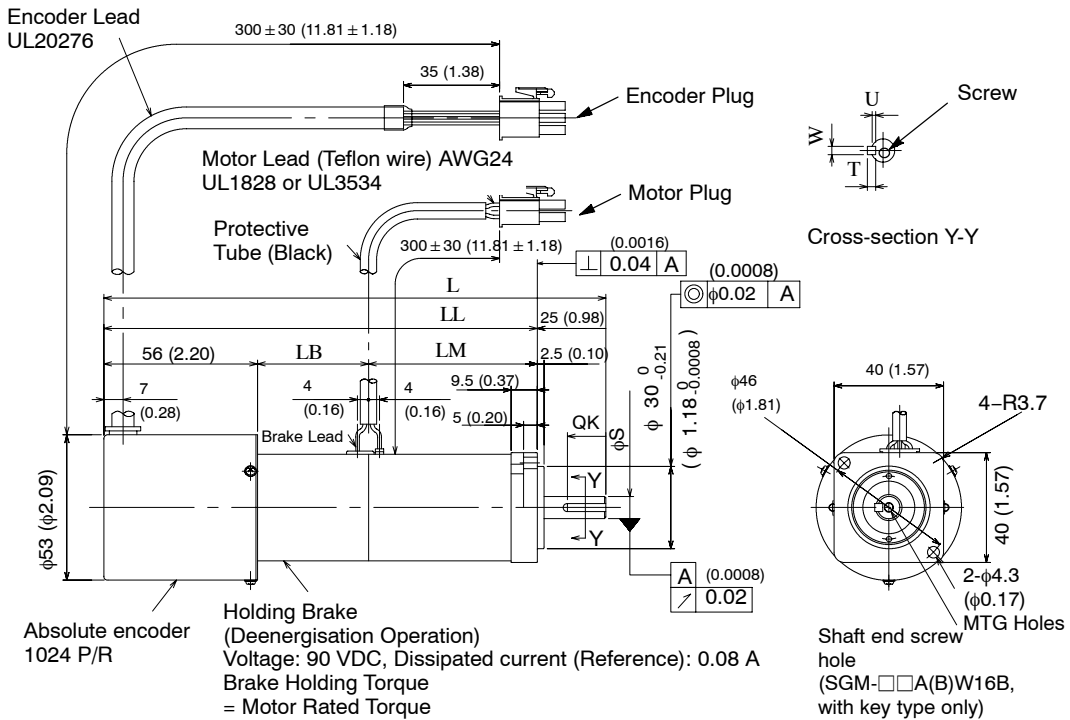 Encoder Lead
UL20276
300 ± 30 (11.81 ± 1.18)
35 (1.38)
Encoder Plug
Motor Lead (Teflon wire) AWG24
UL1828 or UL3534
Motor Plug
Protective
Tube (Black)
300 ± 30 (11.81 ± 1.18)
U
Screw
W
T
Cross-section Y-Y
(0.0016)
⊥ 0.04 A
(0.0008)
◎ φ0.02 A
L
LL
25 (0.98)
56 (2.20)
LB
LM
2.5 (0.10)
7
(0.28)
4
(0.16)
4
(0.16)
9.5 (0.37)
5 (0.20)
Brake Lead
QK
φS
φ 30 0 -0.21
( φ 1.18 0 -0.0008 )
Y
Y
φ53 (φ2.09)
A (0.0008)
↗ 0.02
40 (1.57)
φ46
(φ1.81)
4–R3.7
40 (1.57)
2-φ4.3
(φ0.17)
MTG Holes
Absolute encoder
1024 P/R
Holding Brake
(Deenergisation Operation)
Voltage: 90 VDC, Dissipated current (Reference): 0.08 A
Brake Holding Torque
= Motor Rated Torque
Shaft end screw
hole
(SGM-□□A(B)W16B,
with key type only)